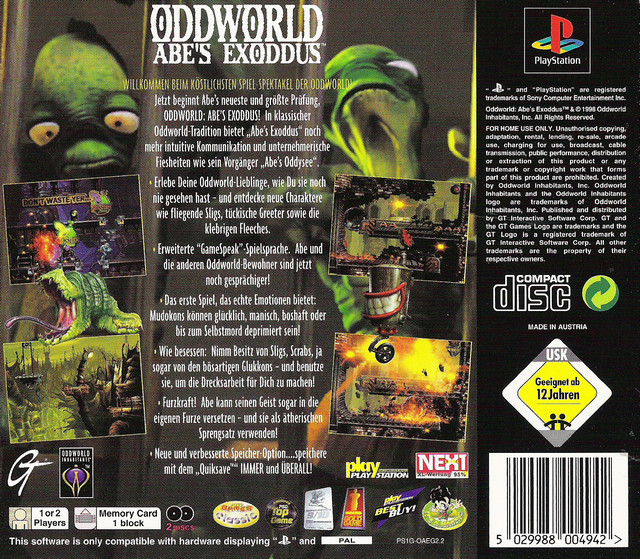 ODDWORLD
ABE'S EXODDUS™
WILLKOMMEN BEIM KÖSTLICHSTEN SPIEL-SPEKTAKEL DER ODDWORLD!
Jetzt beginnt Abe's neueste und größte Prüfung,
ODDWORLD: ABE'S EXODDUS! In klassischer
Oddworld-Tradition bietet „Abe's Exoddus" noch
mehr intuitive Kommunikation und unternehmerische
Fiesheiten wie sein Vorgänger „Abe's Oddysee".
• Erlebe Deine Oddworld-Lieblinge, wie Du sie noch
nie gesehen hast - und entdecke neue Charaktere
wie fliegende Sligs, tückische Greeter sowie die
klebrigen Fleeches.
• Erweiterte "GameSpeak"-Spielsprache. Abe und
die anderen Oddworld-Bewohner sind jetzt
noch gesprächiger!
• Das erste Spiel, das echte Emotionen bietet:
Mudokons können glücklich, manisch, boshaft oder
bis zum Selbstmord deprimiert sein!
• Wie besessen: Nimm Besitz von Sligs, Scrabs, ja
sogar von den bösartigen Glukkons - und benutze
sie, um die Drecksarbeit für Dich zu machen!
• Furzkraft! Abe kann seinen Geist sogar in die
eigenen Furze versetzen - und sie als ätherischen
Sprengsatz verwenden!
• Neue und verbesserte Speicher-Option....speichere
mit dem „Quiksave"™ IMMER und ÜBERALL!
DON'T WASTE
GT
ODDWORLD
INHABITANTS
play
PLAY STATION
NEXT
95%
Classic
Top
Game
GAME
play
BEST
BUY!
1 or 2
Players
Memory Card
1 block
2 DISCS
This software is only compatible with hardware displaying " " and PAL
PS1G-OAEG2.2
PlayStation
" " and "PlayStation" are registered
trademarks of Sony Computer Entertainment Inc.
Oddworld: Abe's Exoddus™ & © 1998 Oddworld
Inhabitants, Inc. All Rights Reserved.
FOR HOME USE ONLY. Unauthorised copying,
adaptation, rental, lending, re-sale, arcade
use, charging for use, broadcast, cable
transmission, public performance, distribution
or extraction of this product or any
trademark or copyright work that forms
part of this product are prohibited. Created
by Oddworld Inhabitants, Inc. Oddworld
Inhabitants and the Oddworld Inhabitants
logo are trademarks of Oddworld
Inhabitants, Inc. Published and distributed
by GT Interactive Software Corp. GT and
the GT Games Logo are trademarks and the
GT Logo is a registered trademark of
GT Interactive Software Corp. All other
trademarks are the property of their
respective owners.
COMPACT
disc
MADE IN AUSTRIA
USK
Geeignet ab
12 Jahren
5 029988 004942 >